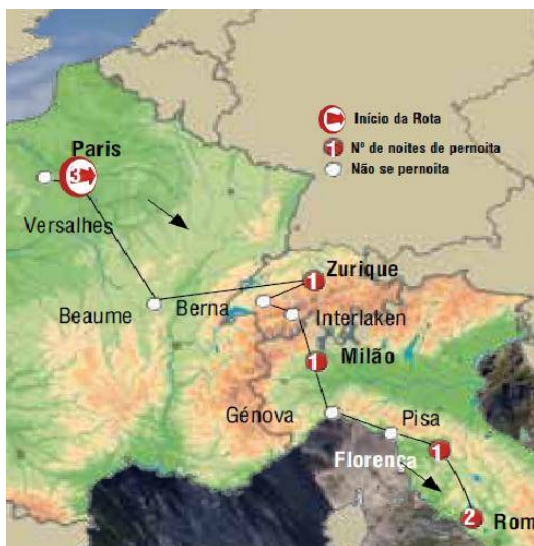 Início da Rota
1 Nº de noites de pernoita
Não se pernoita
Paris
3
Versalhes
Zurique
1
Beaume
Berna
Interlaken
1
Milão
Génova
Pisa
1
Florença
2
Rom